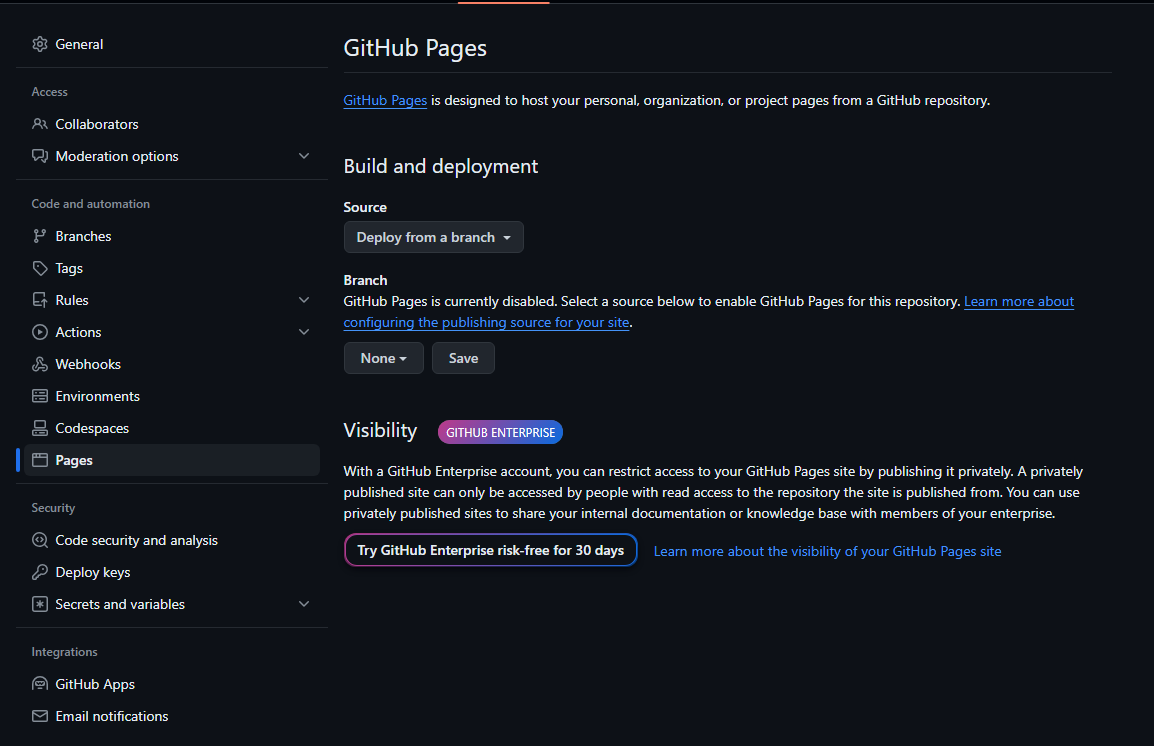 General
Access
Collaborators
Moderation options
Code and automation
Branches
Tags
Rules
Actions
Webhooks
Environments
Codespaces
Pages
Security
Code security and analysis
Deploy keys
Secrets and variables
Integrations
GitHub Apps
Email notifications
GitHub Pages
GitHub Pages is designed to host your personal, organization, or project pages from a GitHub repository.
Build and deployment
Source
Deploy from a branch
Branch
GitHub Pages is currently disabled. Select a source below to enable GitHub Pages for this repository. Learn more about
configuring the publishing source for your site.
None Save
Visibility GITHUB ENTERPRISE
With a GitHub Enterprise account, you can restrict access to your GitHub Pages site by publishing it privately. A privately
published site can only be accessed by people with read access to the repository the site is published from. You can use
privately published sites to share your internal documentation or knowledge base with members of your enterprise.
Try GitHub Enterprise risk-free for 30 days Learn more about the visibility of your GitHub Pages site